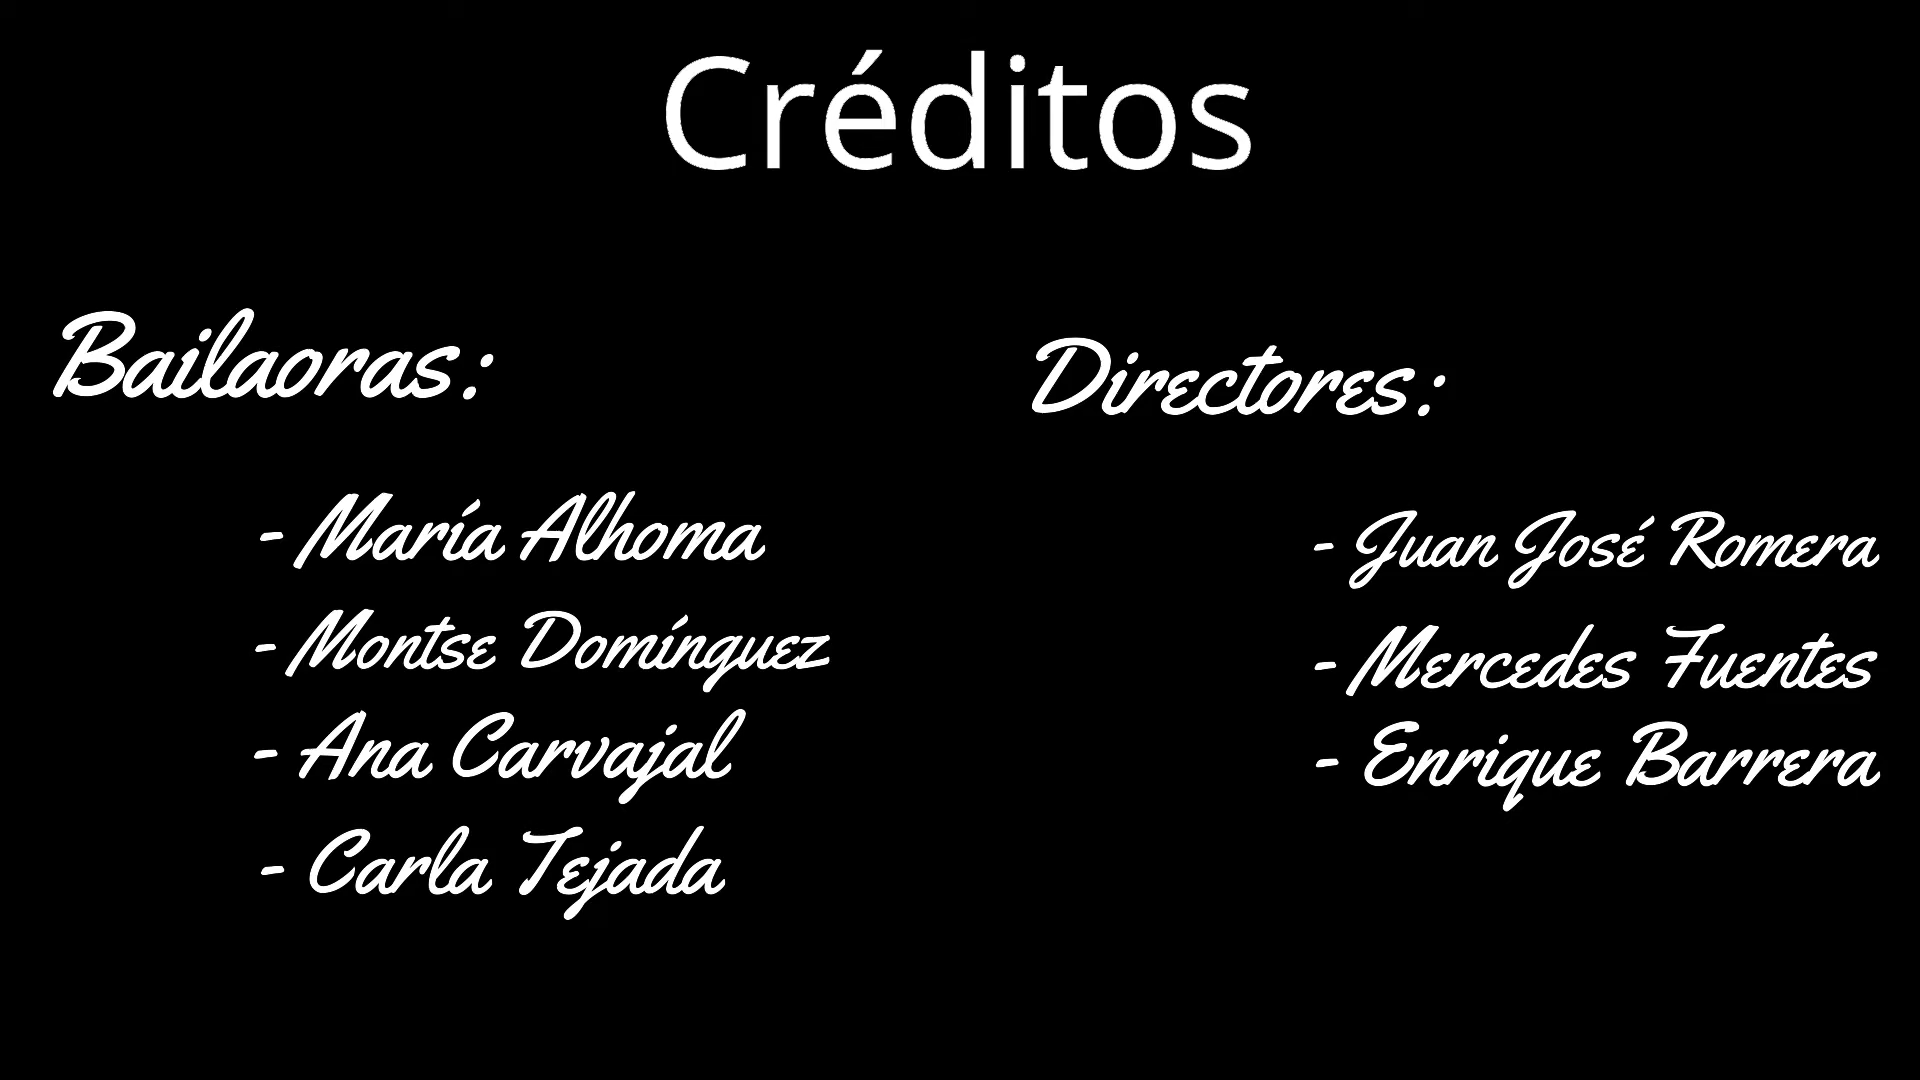 Créditos
Bailaoras:
- María Alhoma
- Montse Domínguez
- Ana Carvajal
- Carla Tejada
Directores:
- Juan José Romera
- Mercedes Fuentes
- Enrique Barrera